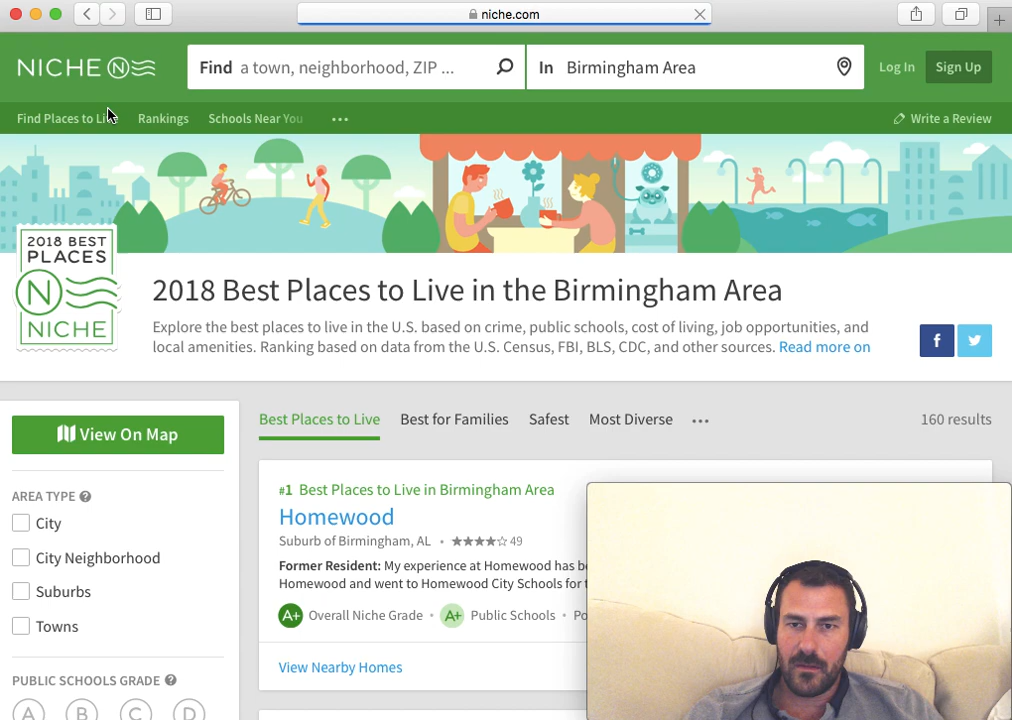 niche.com
NICHE N
Find a town, neighborhood, ZIP ...
In Birmingham Area
Log In
Sign Up
Find Places to Live
Rankings
Schools Near You
•••
Write a Review
2018 BEST
PLACES
N
NICHE
2018 Best Places to Live in the Birmingham Area
Explore the best places to live in the U.S. based on crime, public schools, cost of living, job opportunities, and
local amenities. Ranking based on data from the U.S. Census, FBI, BLS, CDC, and other sources. Read more on
f
View On Map
AREA TYPE ?
City
City Neighborhood
Suburbs
Towns
PUBLIC SCHOOLS GRADE ?
A B C D
Best Places to Live
Best for Families
Safest
Most Diverse
•••
160 results
#1 Best Places to Live in Birmingham Area
Homewood
Suburb of Birmingham, AL • ★★★★☆ 49
Former Resident: My experience at Homewood has b
Homewood and went to Homewood City Schools for
A+ Overall Niche Grade • A+ Public Schools • Po
View Nearby Homes